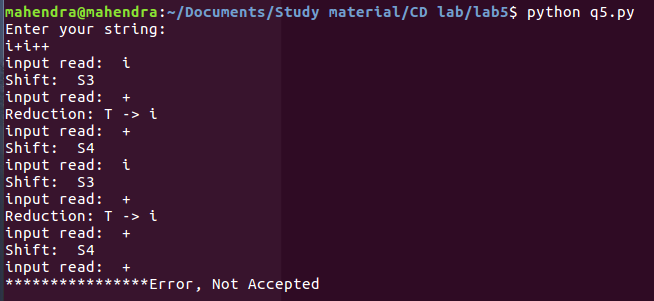 mahendra@mahendra:~/Documents/Study material/CD lab/lab5$ python q5.py
Enter your string:
i+i++
input read:  i
Shift:  S3
input read:  +
Reduction: T -> i
input read:  +
Shift:  S4
input read:  i
Shift:  S3
input read:  +
Reduction: T -> i
input read:  +
Shift:  S4
input read:  +
****************Error, Not Accepted